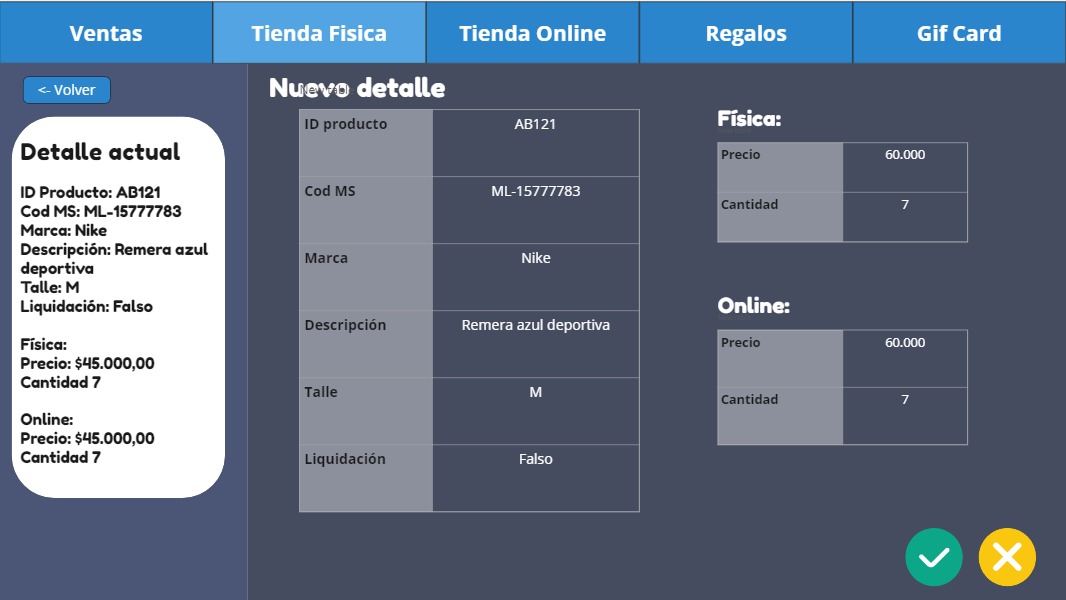 Ventas
Tienda Fisica
Tienda Online
Regalos
Gif Card
<- Volver
Detalle actual
ID Producto: AB121
Cod MS: ML-15777783
Marca: Nike
Descripción: Remera azul
deportiva
Talle: M
Liquidación: Falso
Física:
Precio: $45.000,00
Cantidad 7
Online:
Precio: $45.000,00
Cantidad 7
Nuevo detalle
ID producto AB121
Cod MS ML-15777783
Marca Nike
Descripción Remera azul deportiva
Talle M
Liquidación Falso
Física:
Precio 60.000
Cantidad 7
Online:
Precio 60.000
Cantidad 7